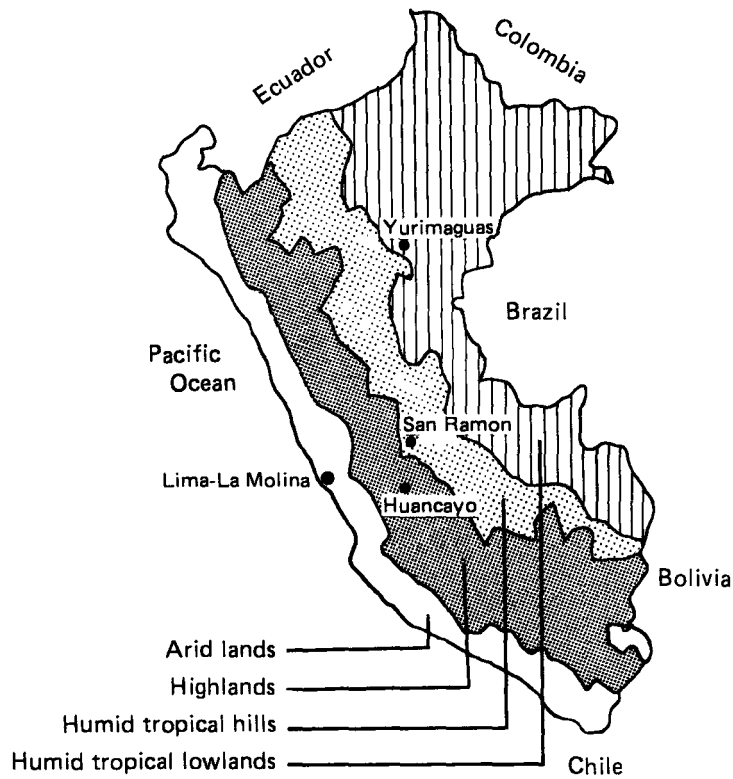 Colombia
Ecuador
Yurimaguas
Brazil
Pacific
Ocean
San Ramon
Lima-La Molina
Huancayo
Bolivia
Arid lands
Highlands
Humid tropical hills
Humid tropical lowlands
Chile